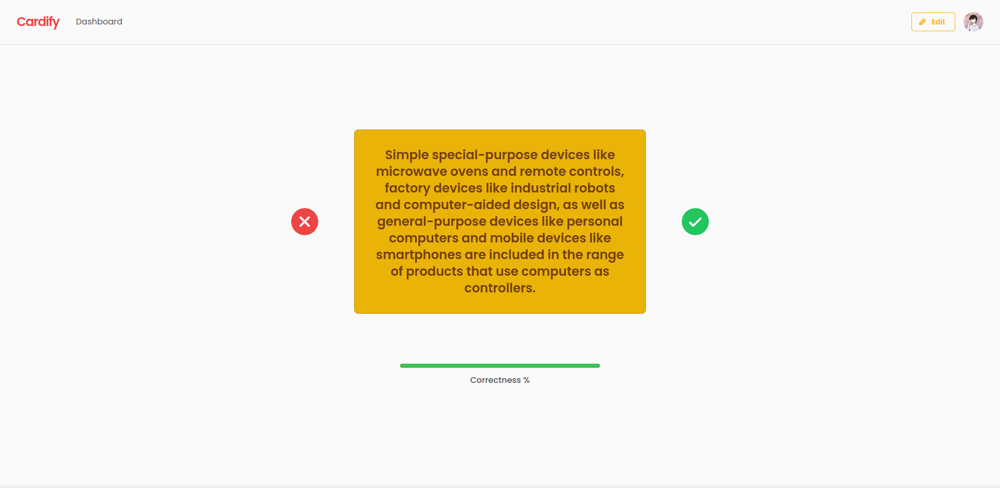 Cardify
Dashboard
Edit
Simple special-purpose devices like
microwave ovens and remote controls,
factory devices like industrial robots
and computer-aided design, as well as
general-purpose devices like personal
computers and mobile devices like
smartphones are included in the range
of products that use computers as
controllers.
Correctness %